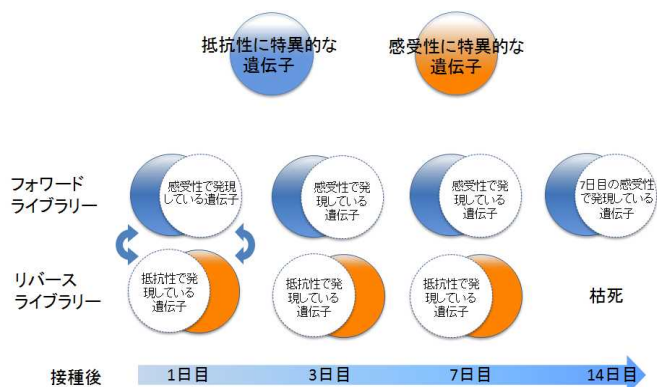 抵抗性に特異的な
遺伝子
感受性に特異的な
遺伝子
フォワード
ライブラリー
感受性で発現
している遺伝子
感受性で発
現している
遺伝子
感受性で発
現している
遺伝子
7日目の感受性
で発現している
遺伝子
リバース
ライブラリー
抵抗性で発
現している
遺伝子
抵抗性で発
現している
遺伝子
抵抗性で発
現している
遺伝子
枯死
接種後
1日目
3日目
7日目
14日目